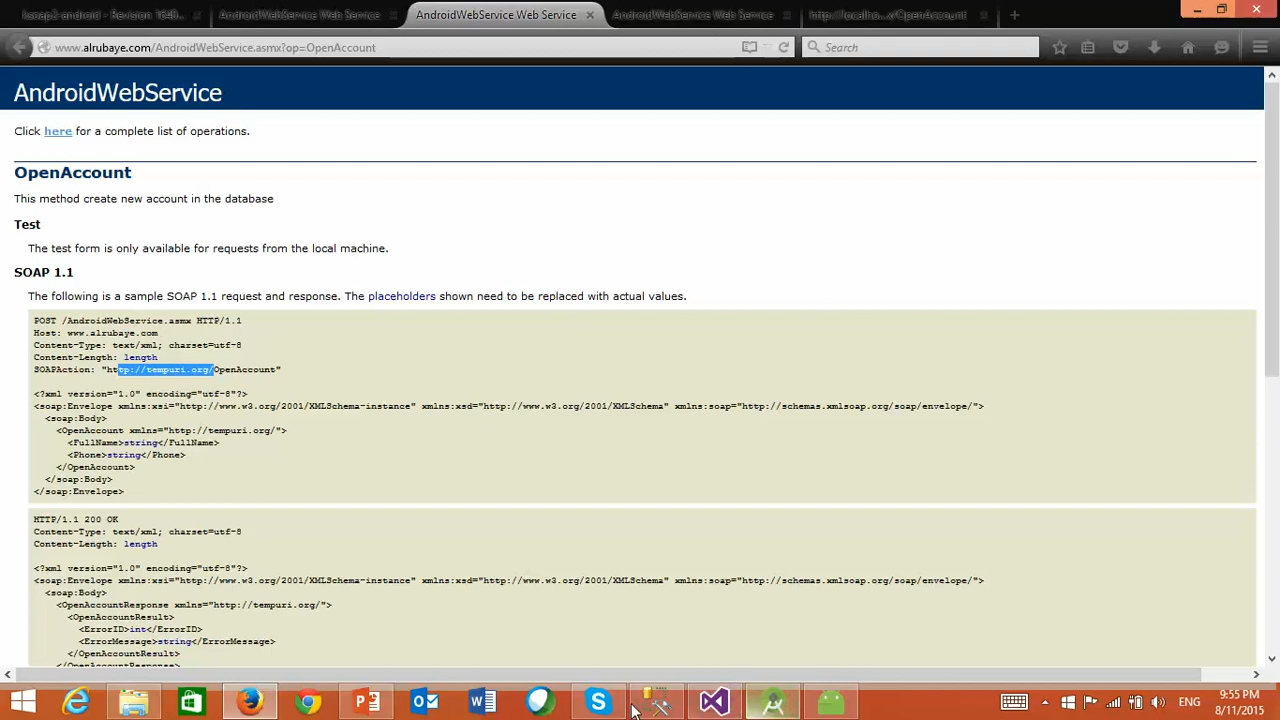 ksoap2-android - Revision 1640...
AndroidWebService Web Service
AndroidWebService Web Service
AndroidWebService Web Service
http://localho...x/OpenAccount
www.alrubaye.com/AndroidWebService.asmx?op=OpenAccount
Search
AndroidWebService
Click here for a complete list of operations.
OpenAccount
This method create new account in the database
Test
The test form is only available for requests from the local machine.
SOAP 1.1
The following is a sample SOAP 1.1 request and response. The placeholders shown need to be replaced with actual values.
POST /AndroidWebService.asmx HTTP/1.1
Host: www.alrubaye.com
Content-Type: text/xml; charset=utf-8
Content-Length: length
SOAPAction: "http://tempuri.org/OpenAccount"
<?xml version="1.0" encoding="utf-8"?>
<soap:Envelope xmlns:xsi="http://www.w3.org/2001/XMLSchema-instance" xmlns:xsd="http://www.w3.org/2001/XMLSchema" xmlns:soap="http://schemas.xmlsoap.org/soap/envelope/">
<soap:Body>
<OpenAccount xmlns="http://tempuri.org/">
<FullName>string</FullName>
<Phone>string</Phone>
</OpenAccount>
</soap:Body>
</soap:Envelope>
HTTP/1.1 200 OK
Content-Type: text/xml; charset=utf-8
Content-Length: length
<?xml version="1.0" encoding="utf-8"?>
<soap:Envelope xmlns:xsi="http://www.w3.org/2001/XMLSchema-instance" xmlns:xsd="http://www.w3.org/2001/XMLSchema" xmlns:soap="http://schemas.xmlsoap.org/soap/envelope/">
<soap:Body>
<OpenAccountResponse xmlns="http://tempuri.org/">
<OpenAccountResult>
<ErrorID>int</ErrorID>
<ErrorMessage>string</ErrorMessage>
</OpenAccountResult>
</OpenAccountResponse>
ENG
9:55 PM
8/11/2015